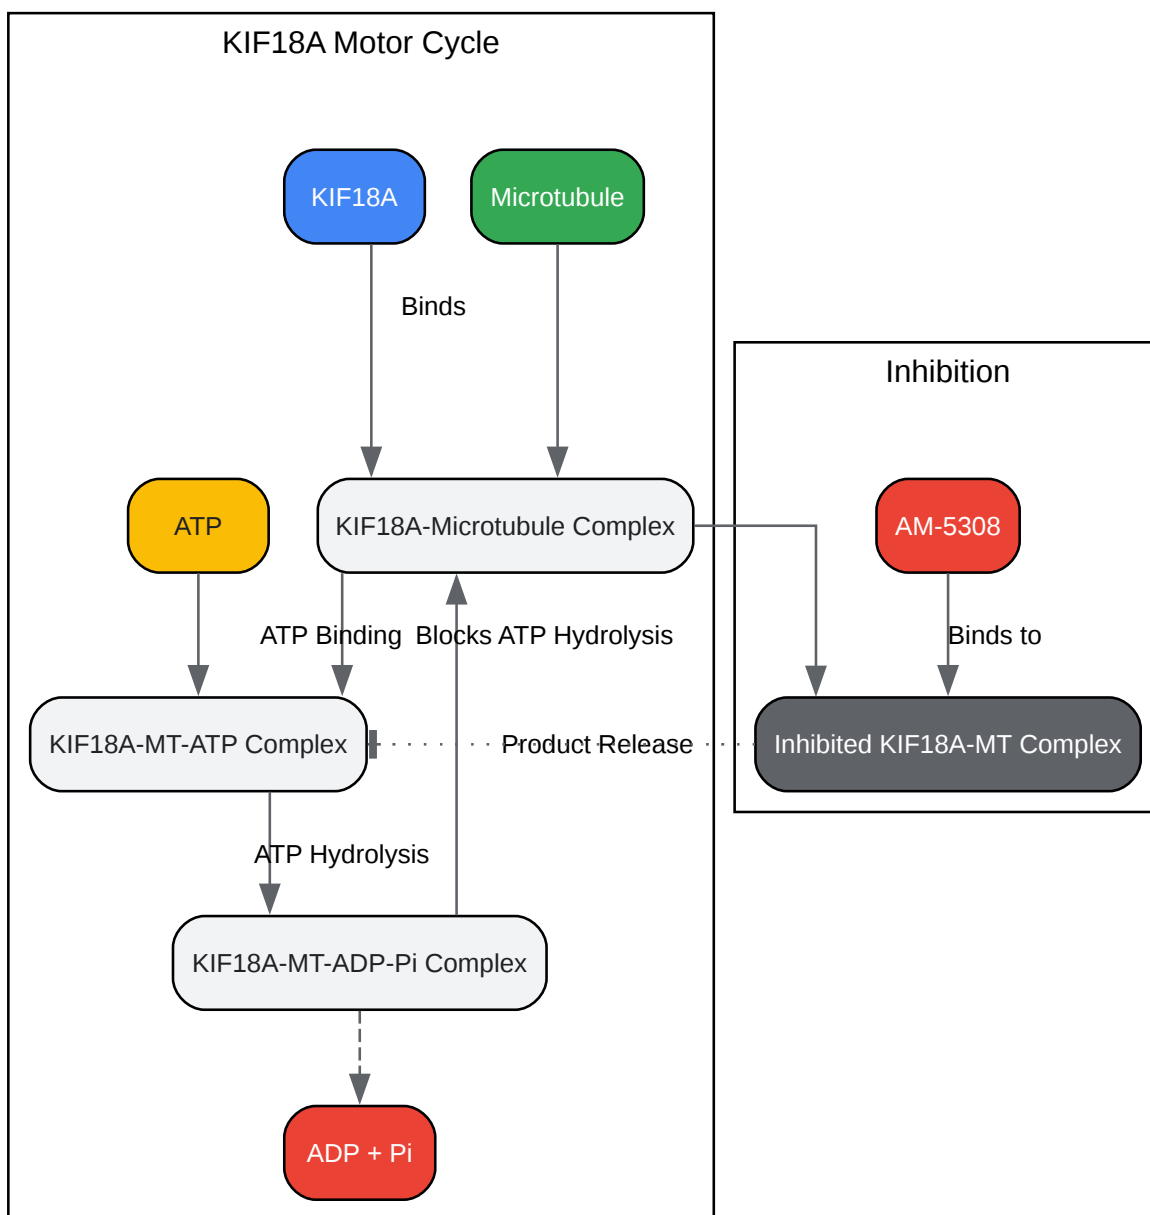 KIF18A Motor Cycle
KIF18A
Microtubule
Binds
Inhibition
ATP
KIF18A-Microtubule Complex
AM-5308
ATP Binding
Blocks ATP Hydrolysis
Binds to
KIF18A-MT-ATP Complex
Product Release
Inhibited KIF18A-MT Complex
ATP Hydrolysis
KIF18A-MT-ADP-Pi Complex
ADP + Pi